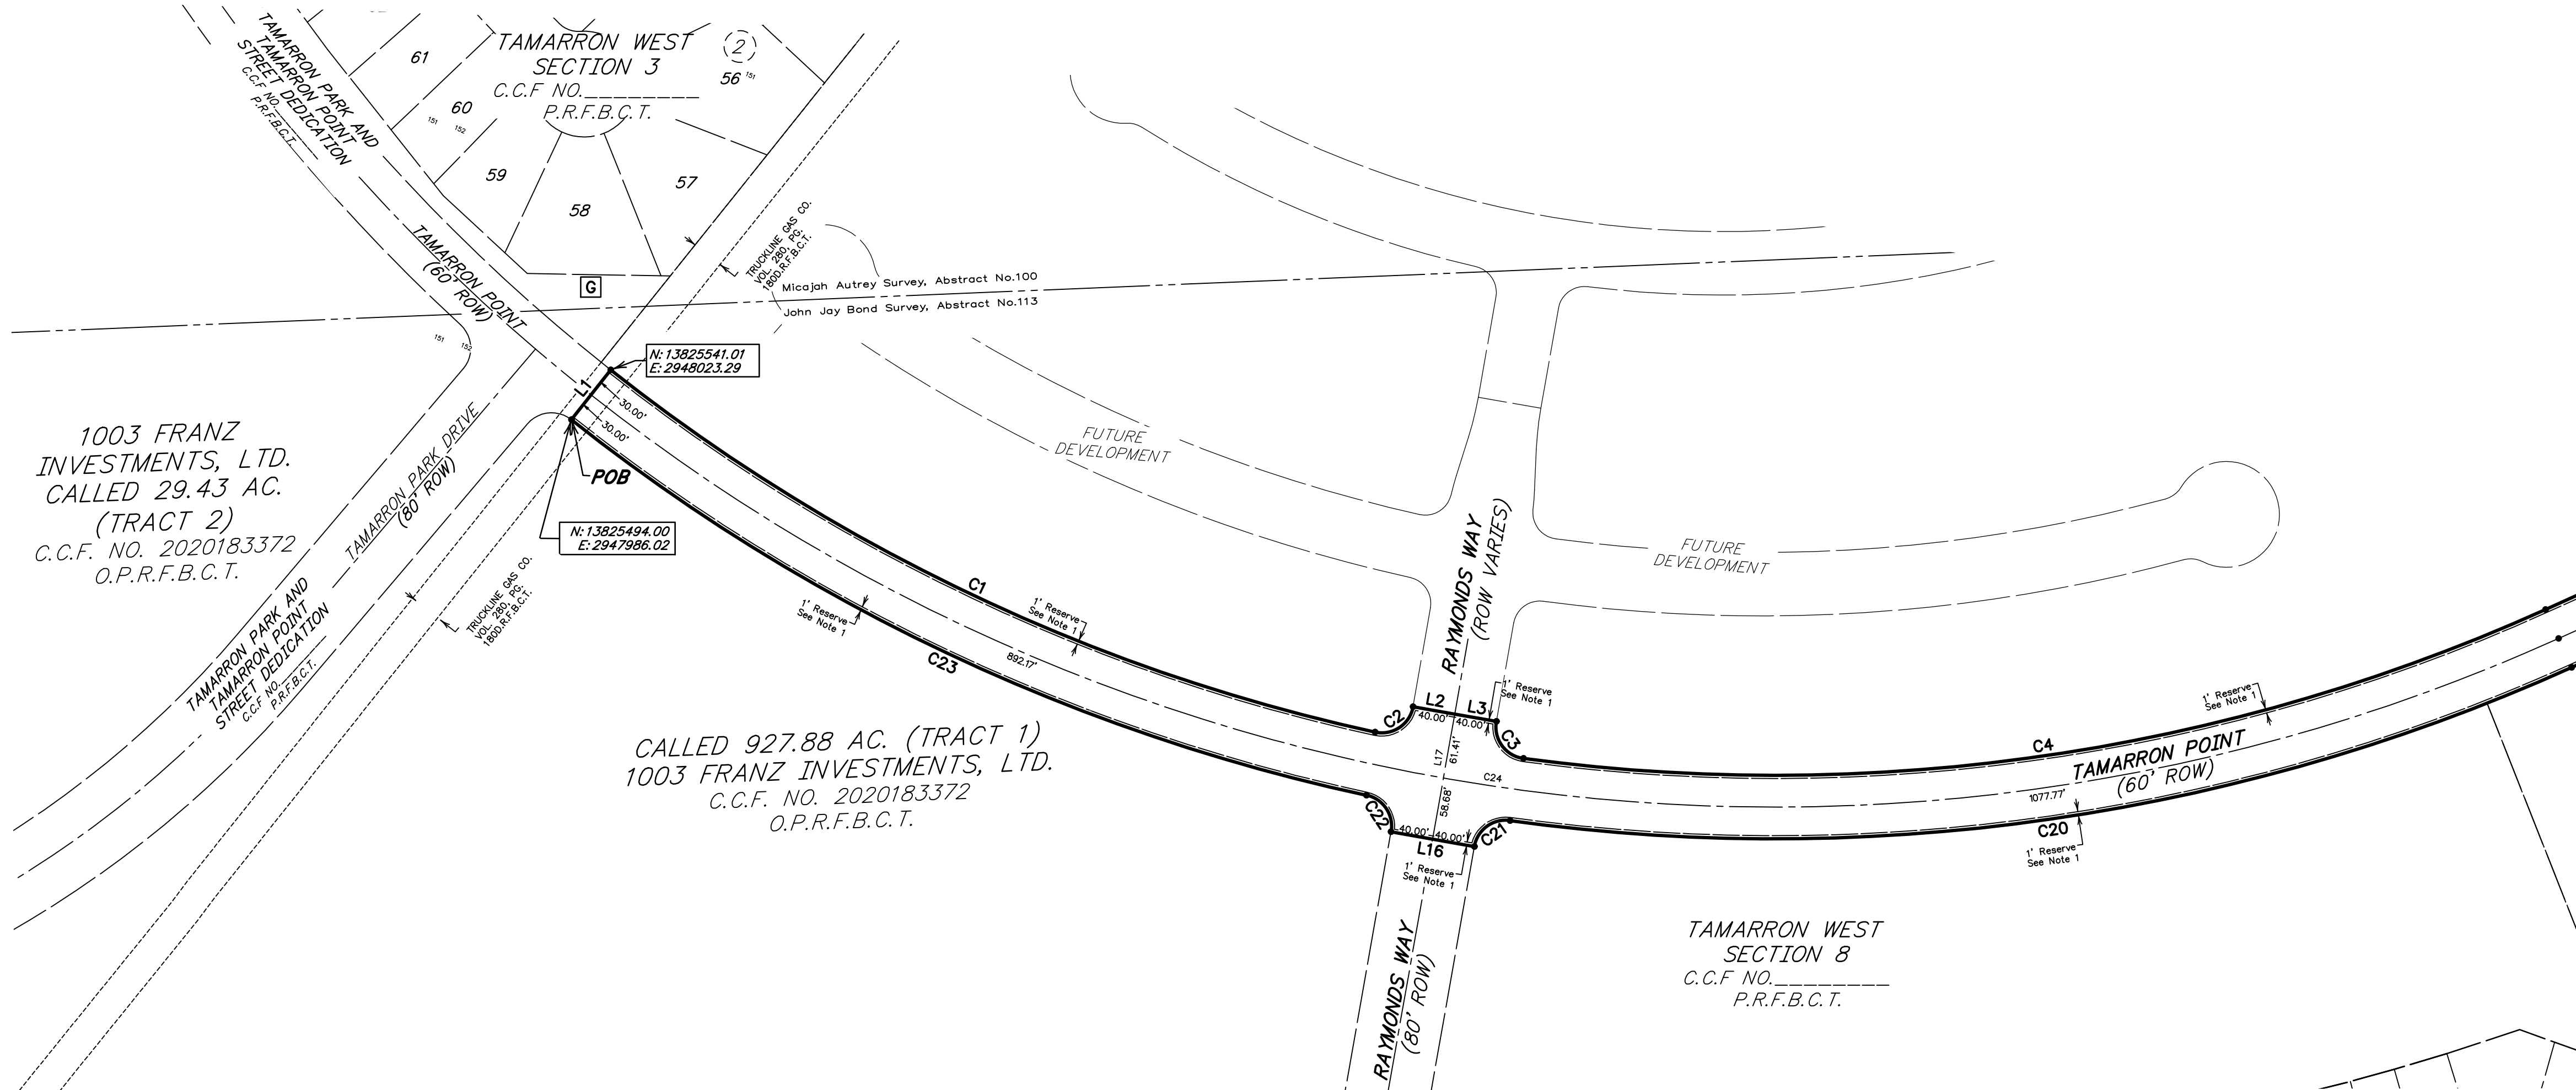 TAMARRON PARK AND
TAMARRON POINT
STREET DEDICATION
C.C.F NO.____
P.R.F.B.C.T.
61
60
151
152
59
58
57
56
151
2
TAMARRON WEST
SECTION 3
C.C.F NO.________
P.R.F.B.C.T.
TAMARRON POINT
(60' ROW)
G
TRUCKLINE GAS CO.
VOL. 280, PG.
180D.R.F.B.C.T.
Micajah Autrey Survey, Abstract No.100
John Jay Bond Survey, Abstract No.113
151
152
N: 13825541.01
E: 2948023.29
L1
30.00'
30.00'
POB
N: 13825494.00
E: 2947986.02
1003 FRANZ
INVESTMENTS, LTD.
CALLED 29.43 AC.
(TRACT 2)
C.C.F. NO. 2020183372
O.P.R.F.B.C.T.
TAMARRON PARK DRIVE
(80' ROW)
TRUCKLINE GAS CO.
VOL. 280, PG.
180D.R.F.B.C.T.
TAMARRON PARK AND
TAMARRON POINT
STREET DEDICATION
C.C.F NO.____
P.R.F.B.C.T.
FUTURE
DEVELOPMENT
FUTURE
DEVELOPMENT
C1
1' Reserve
See Note 1
1' Reserve
See Note 1
C23
892.17'
CALLED 927.88 AC. (TRACT 1)
1003 FRANZ INVESTMENTS, LTD.
C.C.F. NO. 2020183372
O.P.R.F.B.C.T.
RAYMONDS WAY
(ROW VARIES)
C2
L2
L3
40.00'
40.00'
1' Reserve
See Note 1
C3
L17
61.41'
C24
58.68'
C22
40.00'
40.00'
L16
C21
1' Reserve
See Note 1
RAYMONDS WAY
(80' ROW)
C4
1' Reserve
See Note 1
TAMARRON POINT
(60' ROW)
1077.77'
C20
1' Reserve
See Note 1
TAMARRON WEST
SECTION 8
C.C.F NO.________
P.R.F.B.C.T.